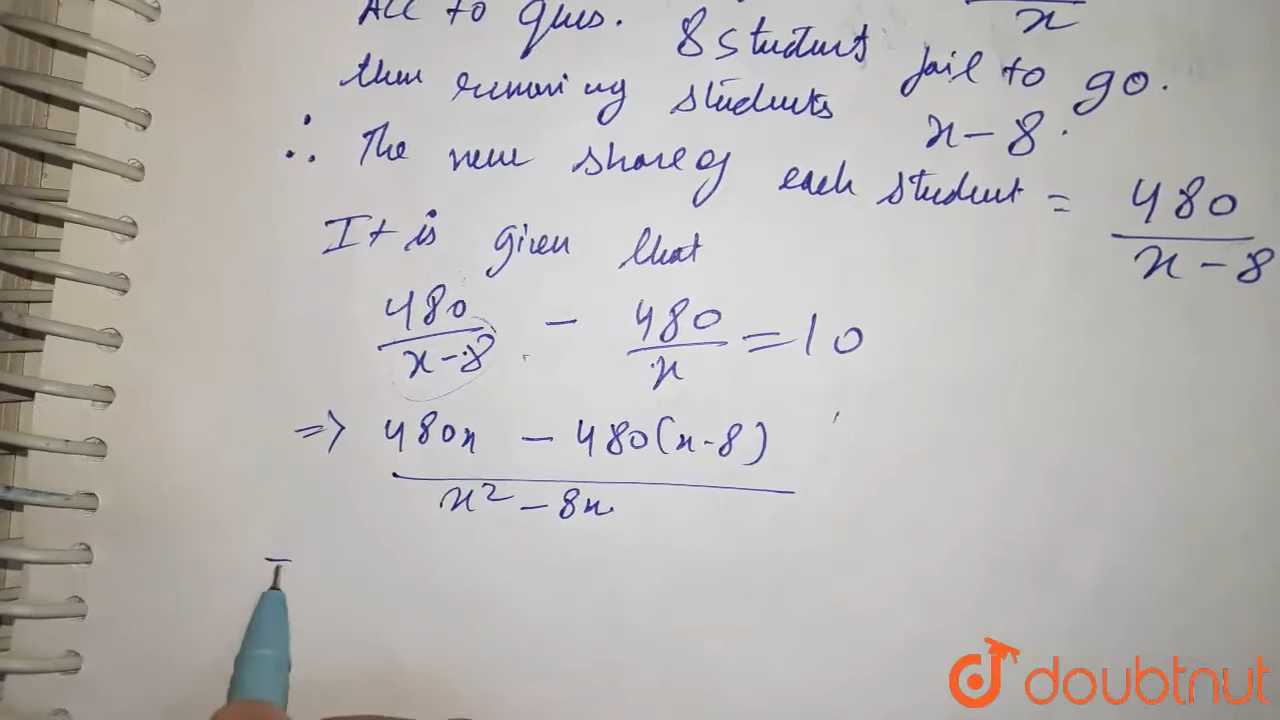 x
Acc to ques. 8 student fail to go.
then remaining students x-8.
∴ The new share of each student = 480/x-8
It is given that
480/x-8 - 480/x = 10
=> 480x - 480(x-8)
x² - 8x
doubtnut